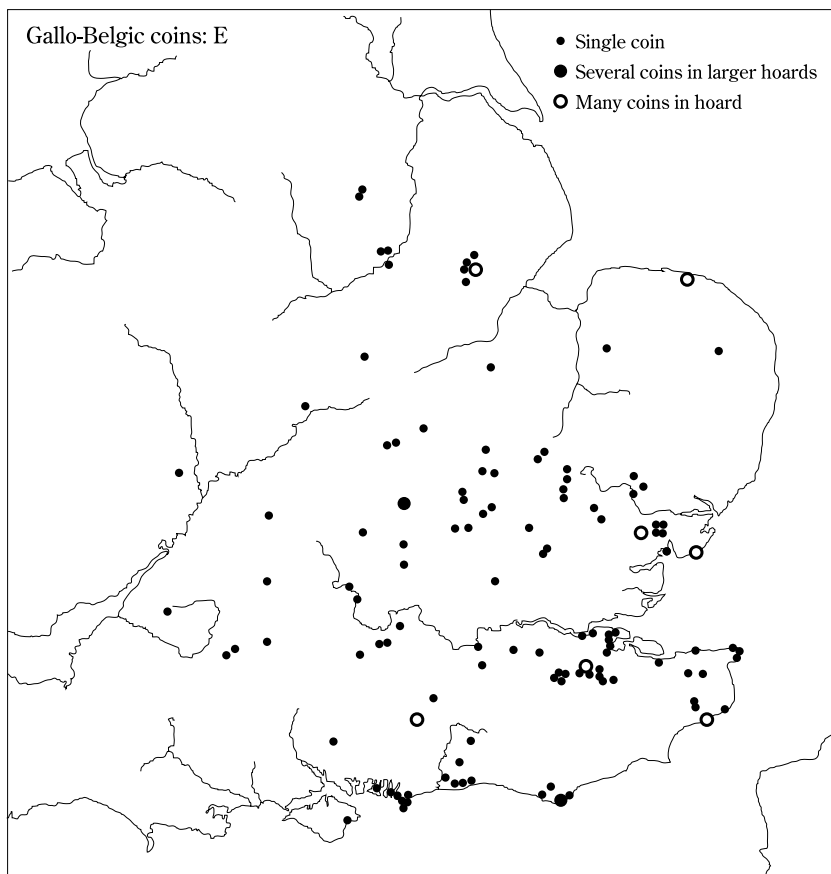 Gallo-Belgic coins: E
Single coin
Several coins in larger hoards
Many coins in hoard